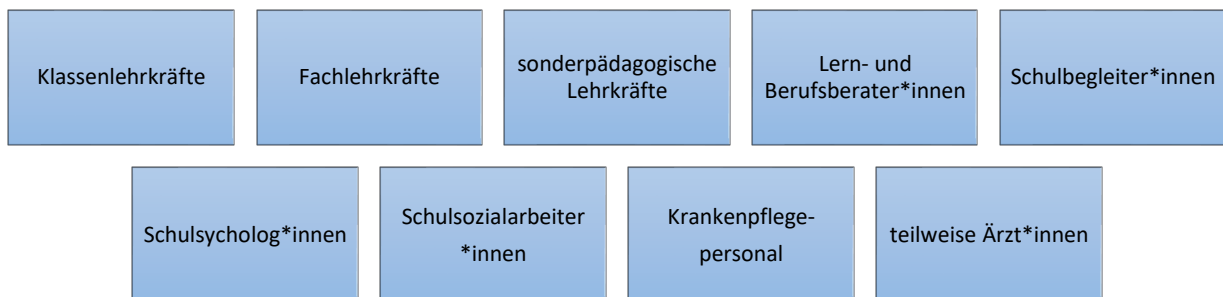 Klassenlehrkräfte
Fachlehrkräfte
sonderpädagogische
Lehrkräfte
Lern- und
Berufsberater*innen
Schulbegleiter*innen
Schulsycholog*innen
Schulsozialarbeiter
*innen
Krankenpflege-
personal
teilweise Ärzt*innen